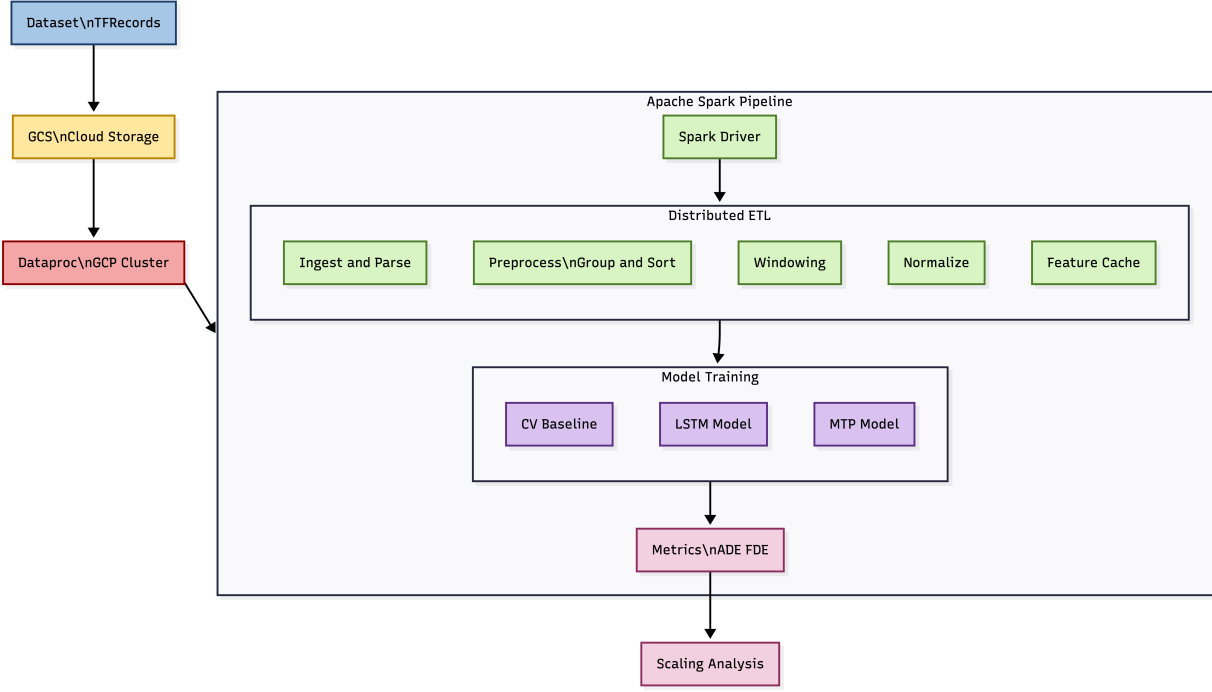 Dataset\nTFRecords
GCS\nCloud Storage
Dataproc\nGCP Cluster
Apache Spark Pipeline
Spark Driver
Distributed ETL
Ingest and Parse
Preprocess\nGroup and Sort
Windowing
Normalize
Feature Cache
Model Training
CV Baseline
LSTM Model
MTP Model
Metrics\nADE FDE
Scaling Analysis